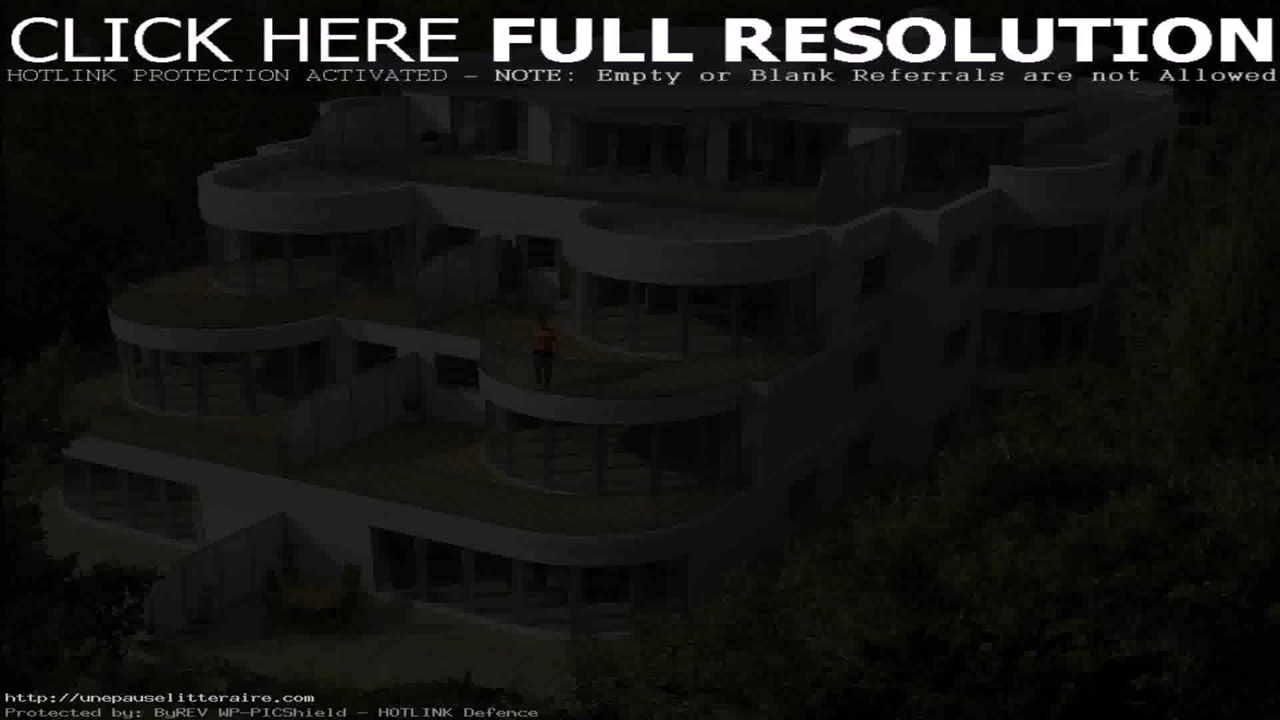 CLICK HERE FULL RESOLUTION
HOTLINK PROTECTION ACTIVATED - NOTE: Empty or Blank Referrals are not Allowed
http://unepauselitteraire.com
Protected by: ByREV WP-PICShield - HOTLINK Defence